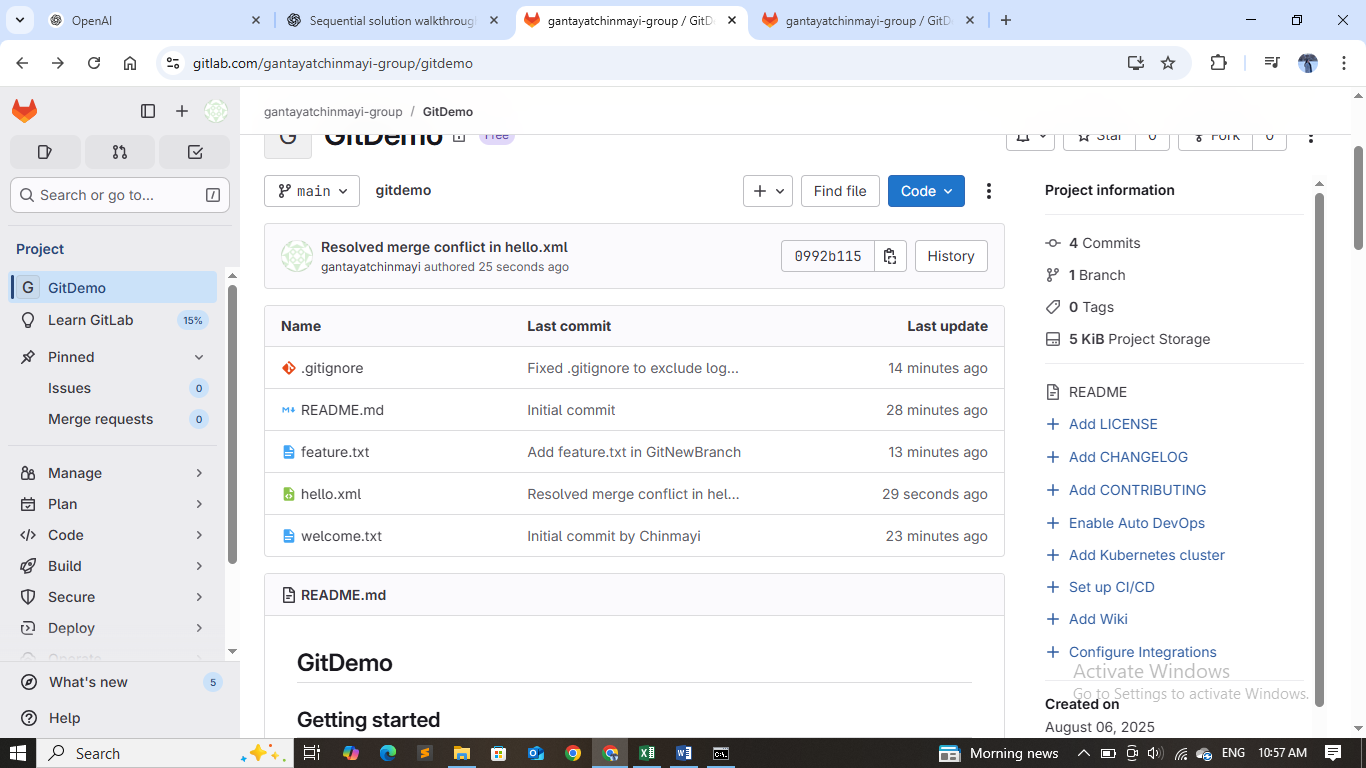 OpenAI
Sequential solution walkthroug
gantayatchinmayi-group / GitDe
gantayatchinmayi-group / GitD
gitlab.com/gantayatchinmayi-group/gitdemo
gantayatchinmayi-group / GitDemo
Search or go to... /
Project
G GitDemo
Learn GitLab 15%
Pinned
Issues 0
Merge requests 0
Manage
Plan
Code
Build
Secure
Deploy
Operate
What's new 5
Help
G GitDemo Free
Star 0 Fork 0
main gitdemo Find file Code
Resolved merge conflict in hello.xml
gantayatchinmayi authored 25 seconds ago
0992b115 History
Name Last commit Last update
.gitignore Fixed .gitignore to exclude log... 14 minutes ago
README.md Initial commit 28 minutes ago
feature.txt Add feature.txt in GitNewBranch 13 minutes ago
hello.xml Resolved merge conflict in hel... 29 seconds ago
welcome.txt Initial commit by Chinmayi 23 minutes ago
README.md
GitDemo
Getting started
Project information
4 Commits
1 Branch
0 Tags
5 KiB Project Storage
README
Add LICENSE
Add CHANGELOG
Add CONTRIBUTING
Enable Auto DevOps
Add Kubernetes cluster
Set up CI/CD
Add Wiki
Configure Integrations
Activate Windows
Go to Settings to activate Windows.
Created on
August 06, 2025
Search
Morning news
ENG 10:57 AM